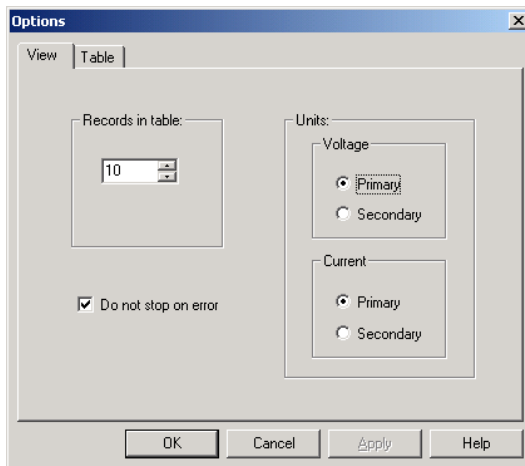 Options
View Table
Records in table:
10
Do not stop on error
Units:
Voltage
Primary
Secondary
Current
Primary
Secondary
OK Cancel Apply Help